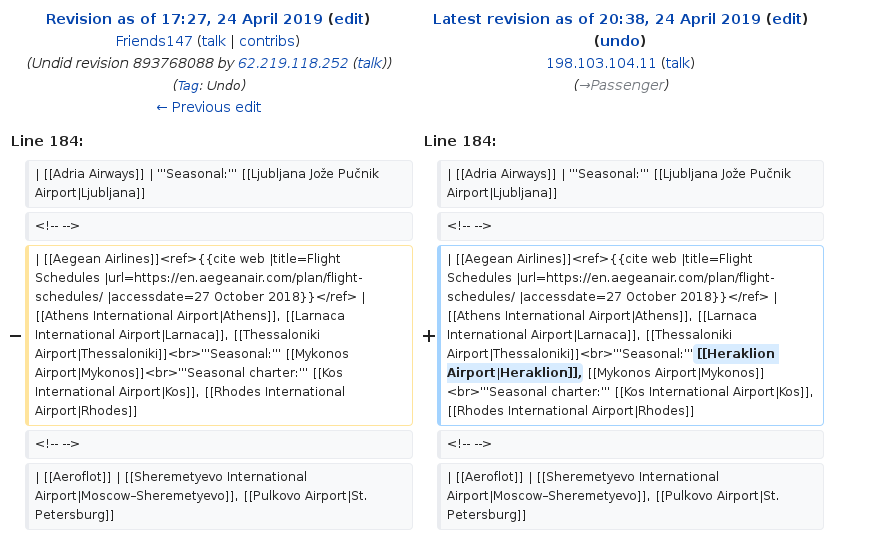 Revision as of 17:27, 24 April 2019 (edit)
Friends147 (talk | contribs)
(Undid revision 893768088 by 62.219.118.252 (talk))
(Tag: Undo)
← Previous edit
Latest revision as of 20:38, 24 April 2019 (edit)
(undo)
198.103.104.11 (talk)
(→Passenger)
Line 184:
| [[Adria Airways]] | '''Seasonal:''' [[Ljubljana Jože Pučnik
Airport|Ljubljana]]
<!-- -->
− | [[Aegean Airlines]]<ref>{{cite web |title=Flight
Schedules |url=https://en.aegeanair.com/plan/flight-
schedules/ |accessdate=27 October 2018}}</ref> |
[[Athens International Airport|Athens]], [[Larnaca
International Airport|Larnaca]], [[Thessaloniki
Airport|Thessaloniki]]<br>'''Seasonal:''' [[Mykonos
Airport|Mykonos]]<br>'''Seasonal charter:''' [[Kos
International Airport|Kos]], [[Rhodes International
Airport|Rhodes]]
<!-- -->
| [[Aeroflot]] | [[Sheremetyevo International
Airport|Moscow–Sheremetyevo]], [[Pulkovo Airport|St.
Petersburg]]
Line 184:
| [[Adria Airways]] | '''Seasonal:''' [[Ljubljana Jože Pučnik
Airport|Ljubljana]]
<!-- -->
+ | [[Aegean Airlines]]<ref>{{cite web |title=Flight
Schedules |url=https://en.aegeanair.com/plan/flight-
schedules/ |accessdate=27 October 2018}}</ref> |
[[Athens International Airport|Athens]], [[Larnaca
International Airport|Larnaca]], [[Thessaloniki
Airport|Thessaloniki]]<br>'''Seasonal:''' [[Heraklion
Airport|Heraklion]], [[Mykonos Airport|Mykonos]]
<br>'''Seasonal charter:''' [[Kos International Airport|Kos]],
[[Rhodes International Airport|Rhodes]]
<!-- -->
| [[Aeroflot]] | [[Sheremetyevo International
Airport|Moscow–Sheremetyevo]], [[Pulkovo Airport|St.
Petersburg]]